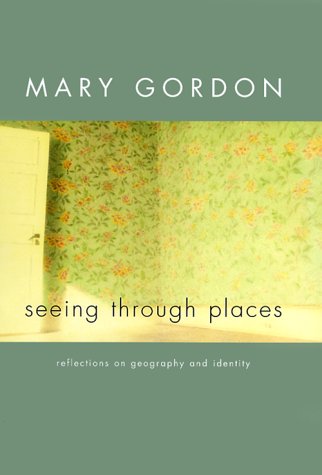 MARY GORDON
seeing through places
reflections on geography and identity